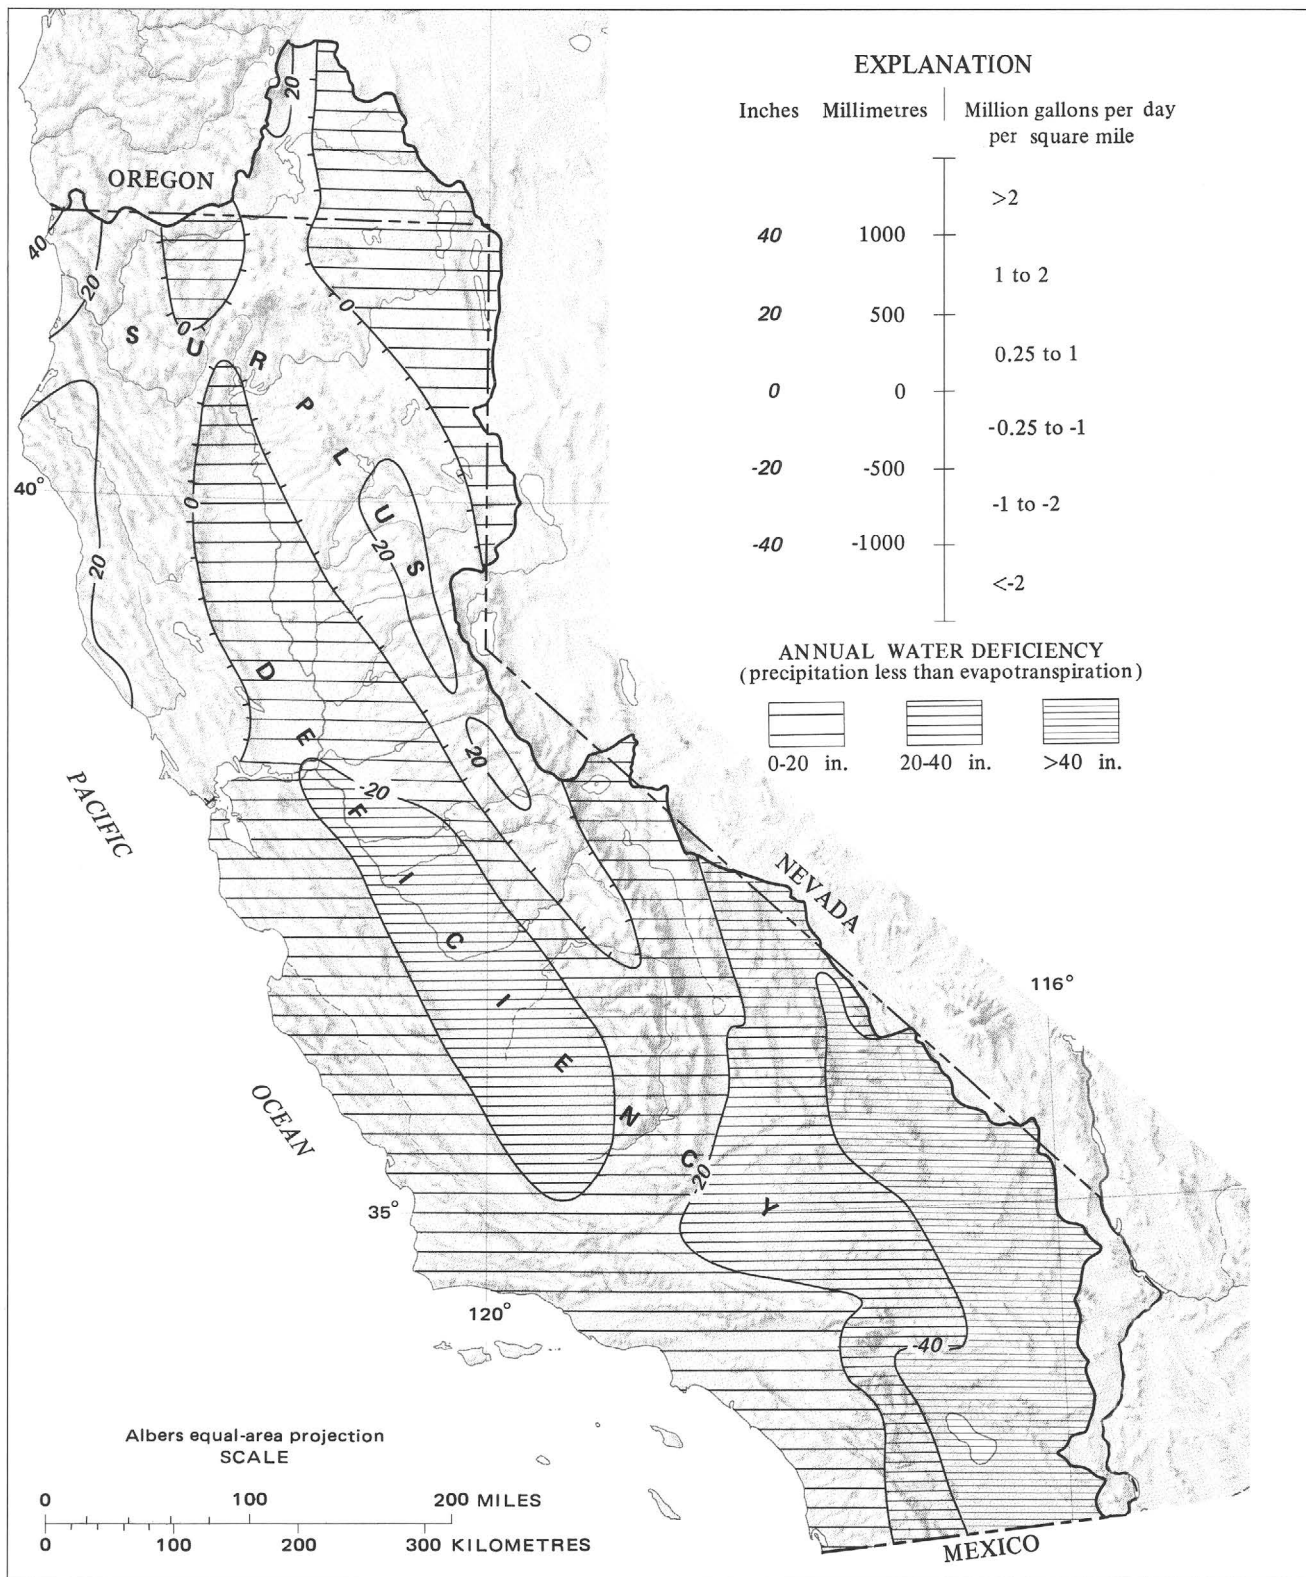 EXPLANATION
Inches Millimetres Million gallons per day
per square mile
>2
40 1000
1 to 2
20 500
0.25 to 1
0 0
-0.25 to -1
-20 -500
-1 to -2
-40 -1000
<-2
ANNUAL WATER DEFICIENCY
(precipitation less than evapotranspiration)
0-20 in. 20-40 in. >40 in.
20
OREGON
40
20
0
0
SURPLUS
40°
0
20
20
20
DEFICIENCY
-20
PACIFIC
OCEAN
NEVADA
116°
-20
35°
120°
-40
Albers equal-area projection
SCALE
0 100 200 MILES
0 100 200 300 KILOMETRES
MEXICO